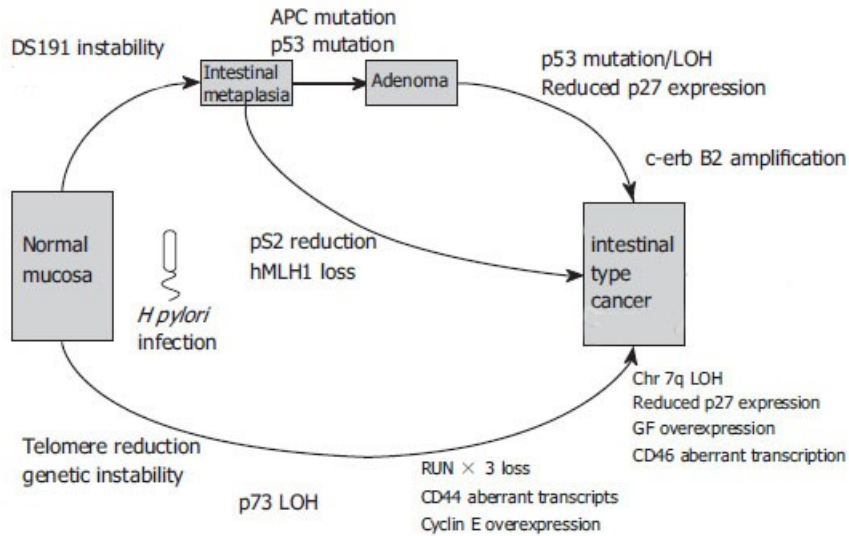 APC mutation
p53 mutation
DS191 instability
Intestinal
metaplasia
Adenoma
p53 mutation/LOH
Reduced p27 expression
c-erb B2 amplification
Normal
mucosa
pS2 reduction
hMLH1 loss
intestinal
type
cancer
H pylori
infection
Chr 7q LOH
Reduced p27 expression
GF overexpression
CD46 aberrant transcription
Telomere reduction
genetic instability
p73 LOH
RUN × 3 loss
CD44 aberrant transcripts
Cyclin E overexpression